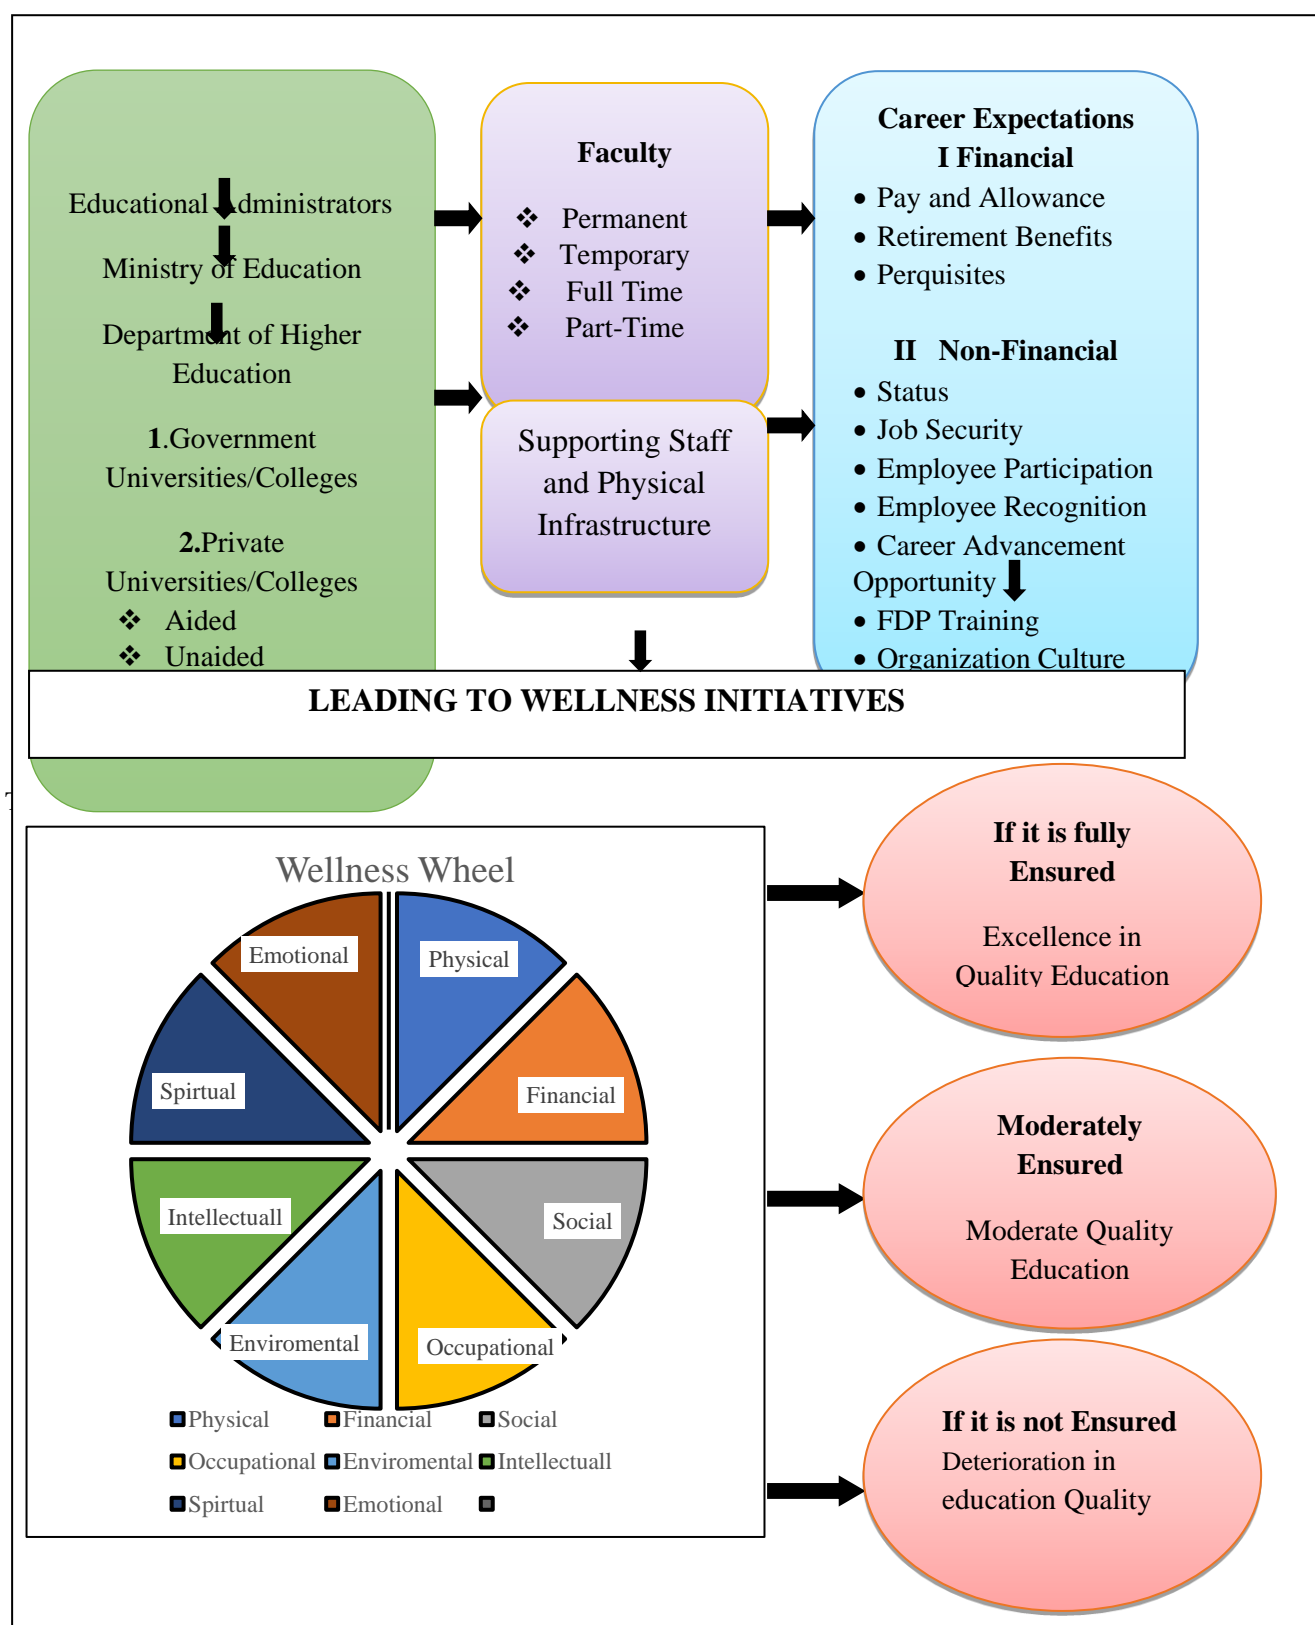 Educational Administrators
Ministry of Education
Department of Higher
Education
1.Government
Universities/Colleges
2.Private
Universities/Colleges
❖ Aided
❖ Unaided
Faculty
❖ Permanent
❖ Temporary
❖ Full Time
❖ Part-Time
Supporting Staff
and Physical
Infrastructure
Career Expectations
I Financial
• Pay and Allowance
• Retirement Benefits
• Perquisites
II Non-Financial
• Status
• Job Security
• Employee Participation
• Employee Recognition
• Career Advancement
Opportunity
• FDP Training
• Organization Culture
LEADING TO WELLNESS INITIATIVES
Wellness Wheel
Emotional
Physical
Spirtual
Financial
Intellectuall
Social
Enviromental
Occupational
Physical Financial Social
Occupational Enviromental Intellectuall
Spirtual Emotional
If it is fully
Ensured
Excellence in
Quality Education
Moderately
Ensured
Moderate Quality
Education
If it is not Ensured
Deterioration in
education Quality